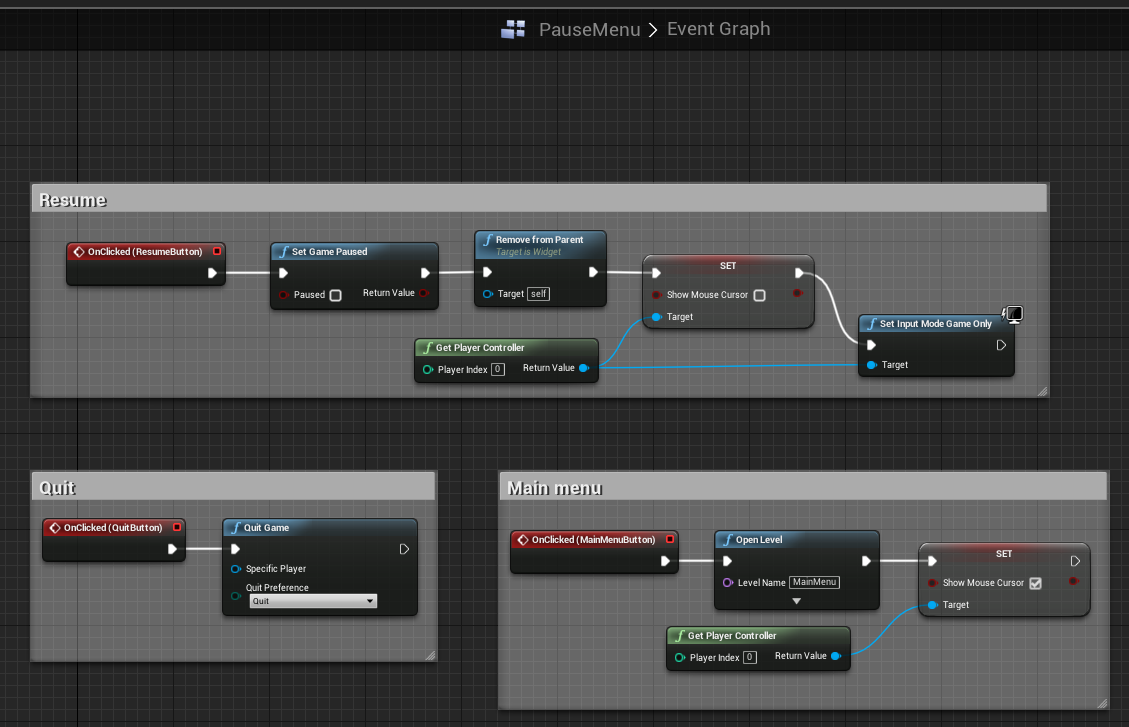 PauseMenu > Event Graph
Resume
OnClicked (ResumeButton)
Set Game Paused
Paused
Return Value
Remove from Parent
Target is Widget
Target self
SET
Show Mouse Cursor
Target
Get Player Controller
Player Index 0
Return Value
Set Input Mode Game Only
Target
Quit
OnClicked (QuitButton)
Quit Game
Specific Player
Quit Preference
Quit
Main menu
OnClicked (MainMenuButton)
Open Level
Level Name MainMenu
SET
Show Mouse Cursor
Target
Get Player Controller
Player Index 0
Return Value